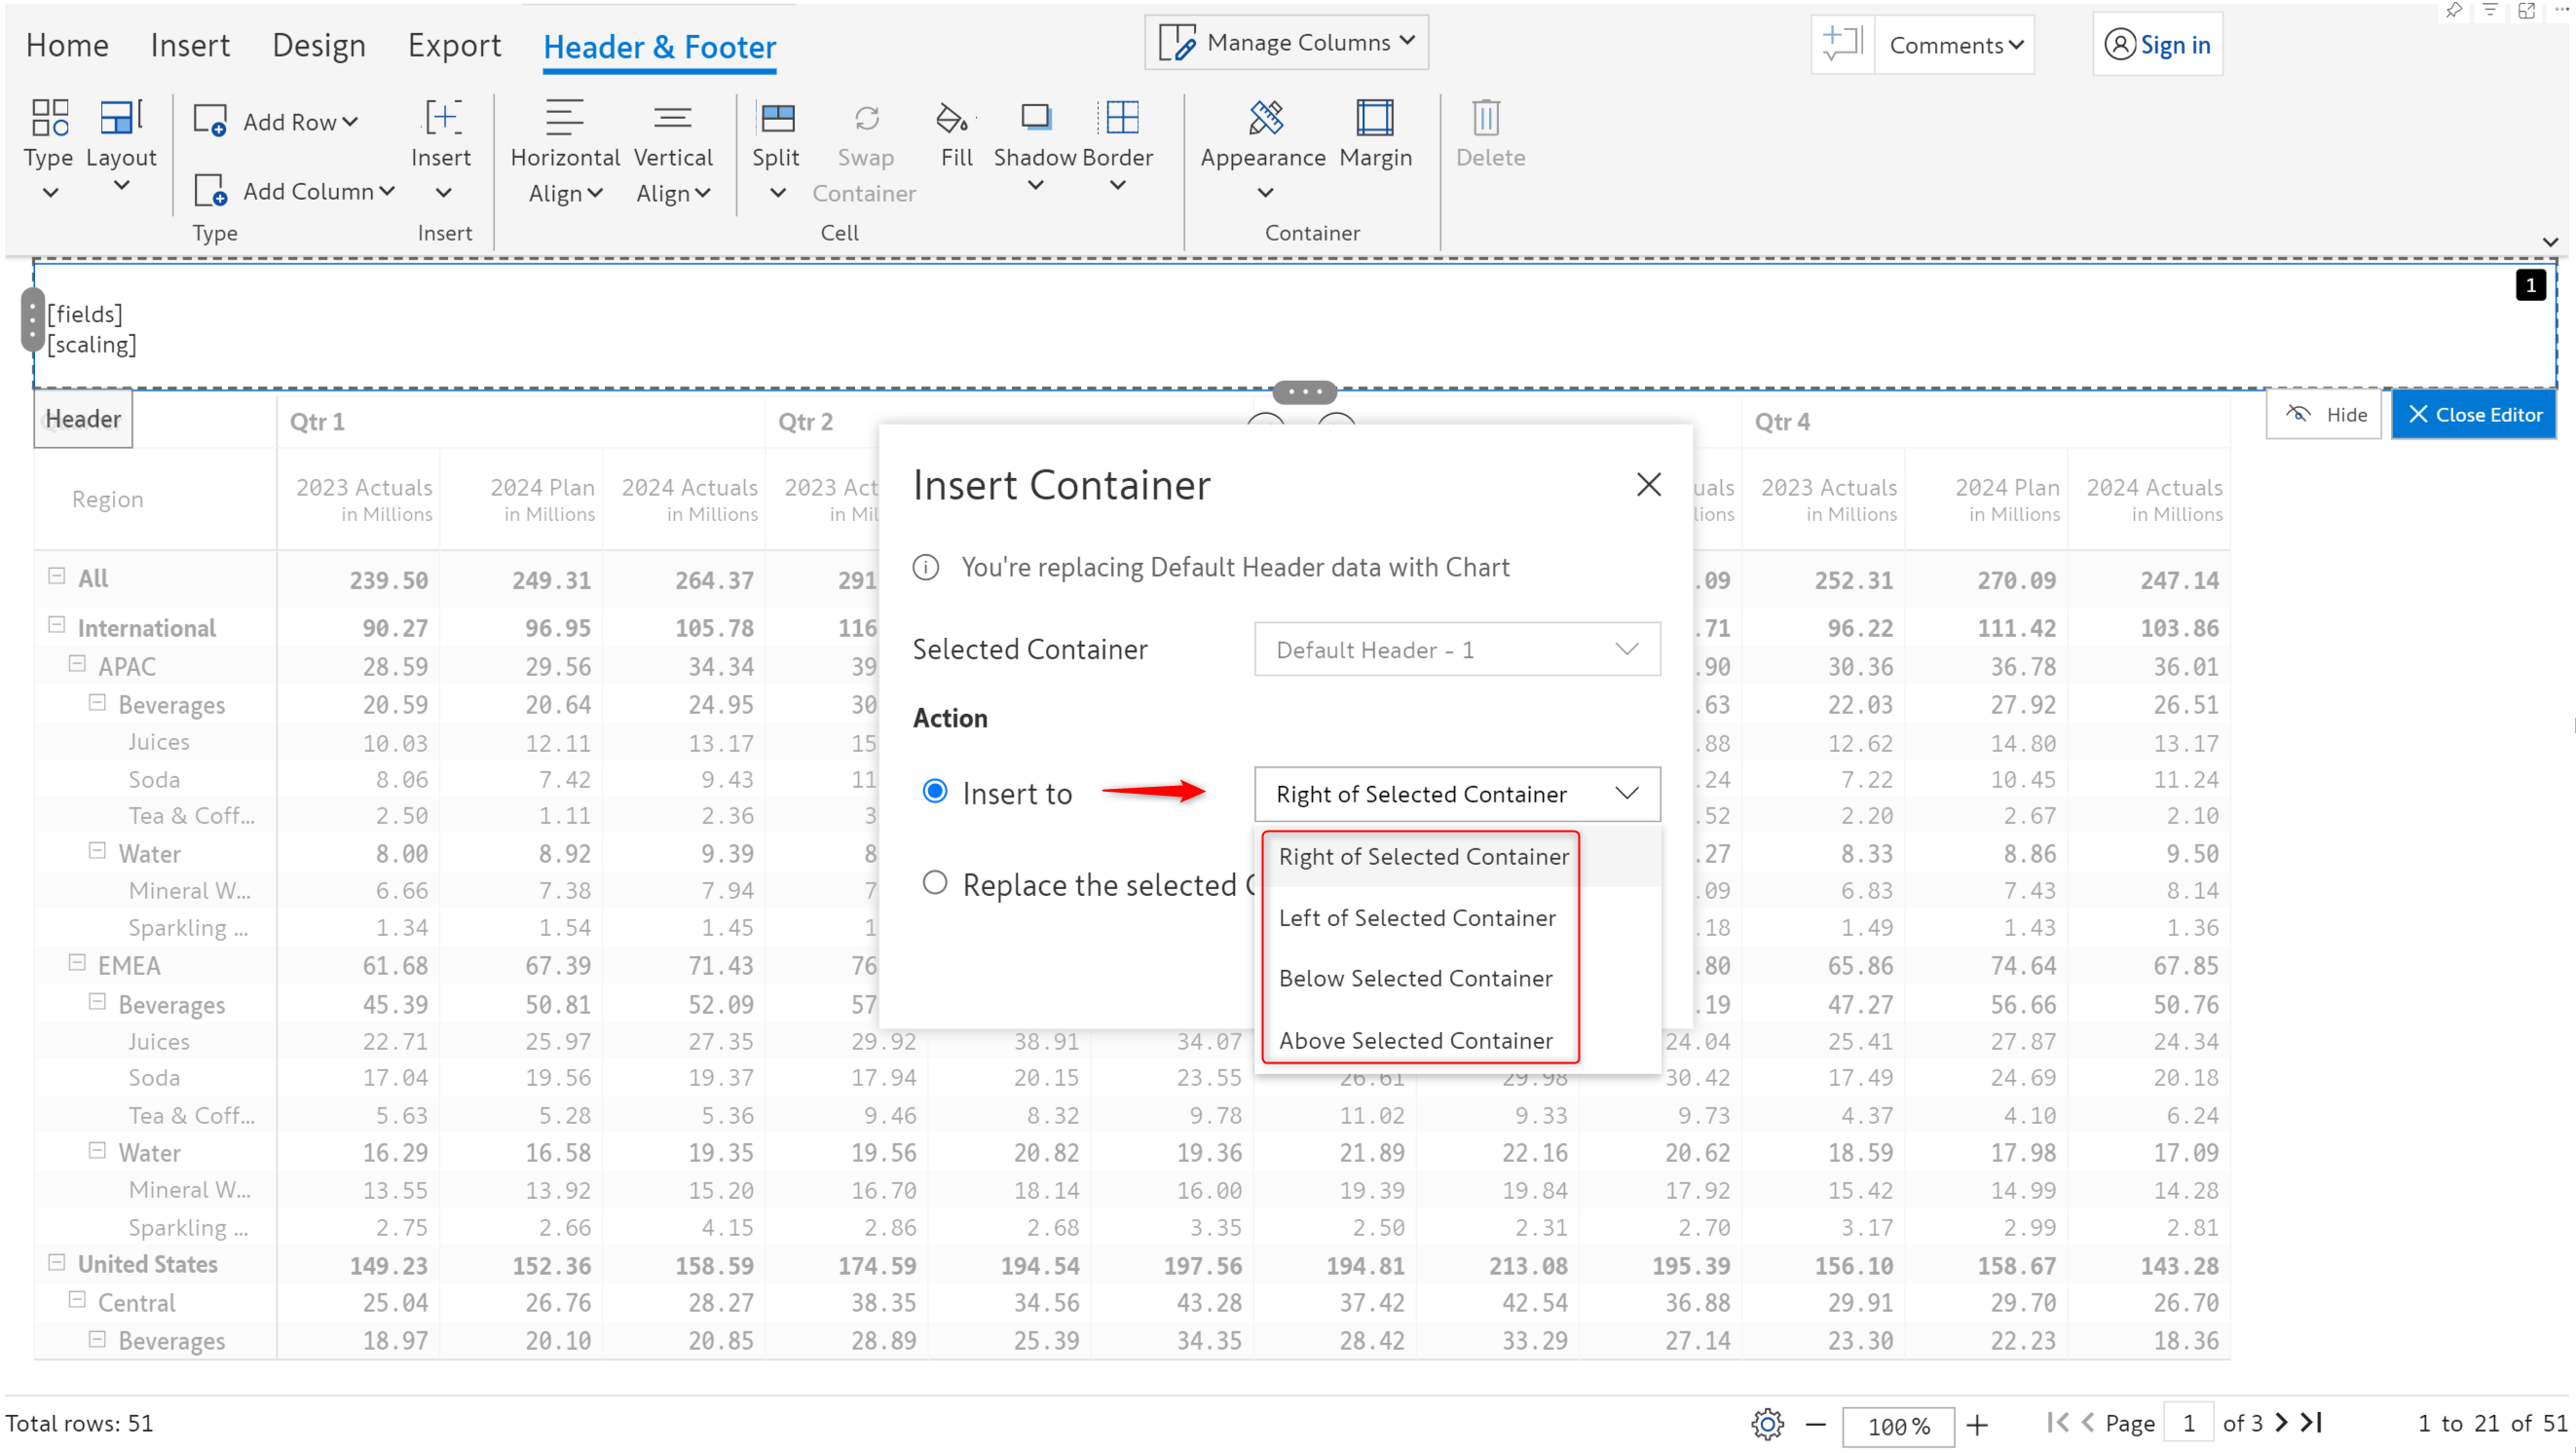 Home Insert Design Export Header & Footer Manage Columns Comments Sign in
Type Layout Add Row Add Column Type Insert Insert
Horizontal Align Vertical Align Split Swap Container Fill Shadow Border Cell
Appearance Margin Container Delete
1
[fields]
[scaling]
Header Qtr 1 Qtr 2 Qtr 4 Hide Close Editor
Region 2023 Actuals 2024 Plan 2024 Actuals 2023 Act uals 2023 Actuals 2024 Plan 2024 Actuals
in Millions in Millions in Millions in Mil lions in Millions in Millions in Millions
Insert Container
You're replacing Default Header data with Chart
Selected Container Default Header - 1
Action
Insert to Right of Selected Container
Replace the selected
Right of Selected Container
Left of Selected Container
Below Selected Container
Above Selected Container
All 239.50 249.31 264.37 291 .09 252.31 270.09 247.14
International 90.27 96.95 105.78 116 .71 96.22 111.42 103.86
APAC 28.59 29.56 34.34 39 .90 30.36 36.78 36.01
Beverages 20.59 20.64 24.95 30 .63 22.03 27.92 26.51
Juices 10.03 12.11 13.17 15 .88 12.62 14.80 13.17
Soda 8.06 7.42 9.43 11 .24 7.22 10.45 11.24
Tea & Coff... 2.50 1.11 2.36 3 .52 2.20 2.67 2.10
Water 8.00 8.92 9.39 8 .27 8.33 8.86 9.50
Mineral W... 6.66 7.38 7.94 7 .09 6.83 7.43 8.14
Sparkling ... 1.34 1.54 1.45 1 .18 1.49 1.43 1.36
EMEA 61.68 67.39 71.43 76 .80 65.86 74.64 67.85
Beverages 45.39 50.81 52.09 57 .19 47.27 56.66 50.76
Juices 22.71 25.97 27.35 29.92 38.91 34.07 24.04 25.41 27.87 24.34
Soda 17.04 19.56 19.37 17.94 20.15 23.55 26.61 29.98 30.42 17.49 24.69 20.18
Tea & Coff... 5.63 5.28 5.36 9.46 8.32 9.78 11.02 9.33 9.73 4.37 4.10 6.24
Water 16.29 16.58 19.35 19.56 20.82 19.36 21.89 22.16 20.62 18.59 17.98 17.09
Mineral W... 13.55 13.92 15.20 16.70 18.14 16.00 19.39 19.84 17.92 15.42 14.99 14.28
Sparkling ... 2.75 2.66 4.15 2.86 2.68 3.35 2.50 2.31 2.70 3.17 2.99 2.81
United States 149.23 152.36 158.59 174.59 194.54 197.56 194.81 213.08 195.39 156.10 158.67 143.28
Central 25.04 26.76 28.27 38.35 34.56 43.28 37.42 42.54 36.88 29.91 29.70 26.70
Beverages 18.97 20.10 20.85 28.89 25.39 34.35 28.42 33.29 27.14 23.30 22.23 18.36
Total rows: 51 100% Page 1 of 3 1 to 21 of 51